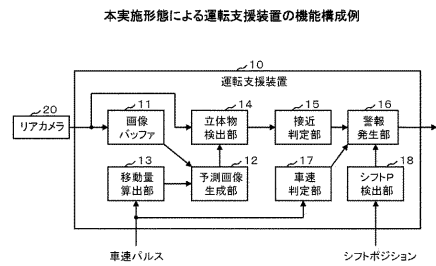 本実施形態による運転支援装置の機能構成例
10
運転支援装置
20
リアカメラ
11
画像
バッファ
14
立体物
検出部
15
接近
判定部
16
警報
発生部
13
移動量
算出部
12
予測画像
生成部
17
車速
判定部
18
シフトP
検出部
車速パルス
シフトポジション